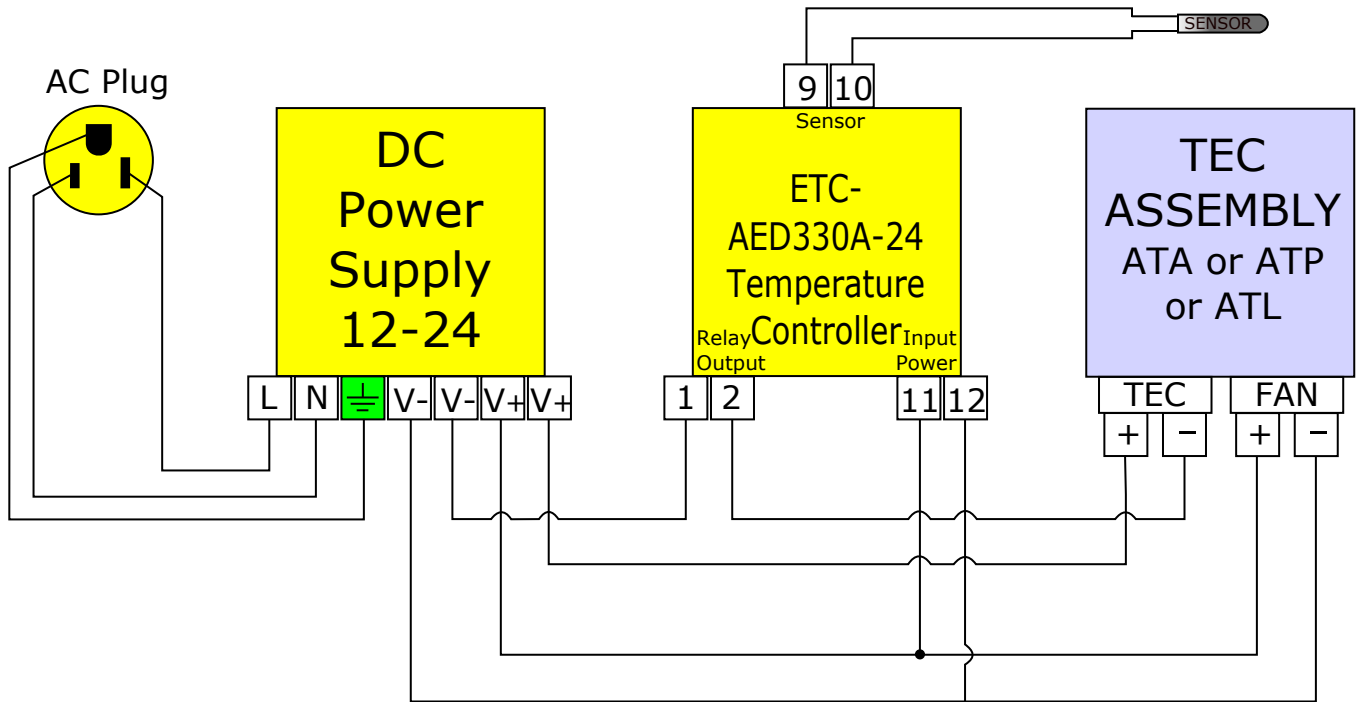 SENSOR
AC Plug
9 10
Sensor
DC
Power
Supply
12-24
ETC-
AED330A-24
Temperature
Controller
Relay
Output
Input
Power
TEC
ASSEMBLY
ATA or ATP
or ATL
L N V- V- V+ V+
1 2
11 12
TEC FAN
+ − + −